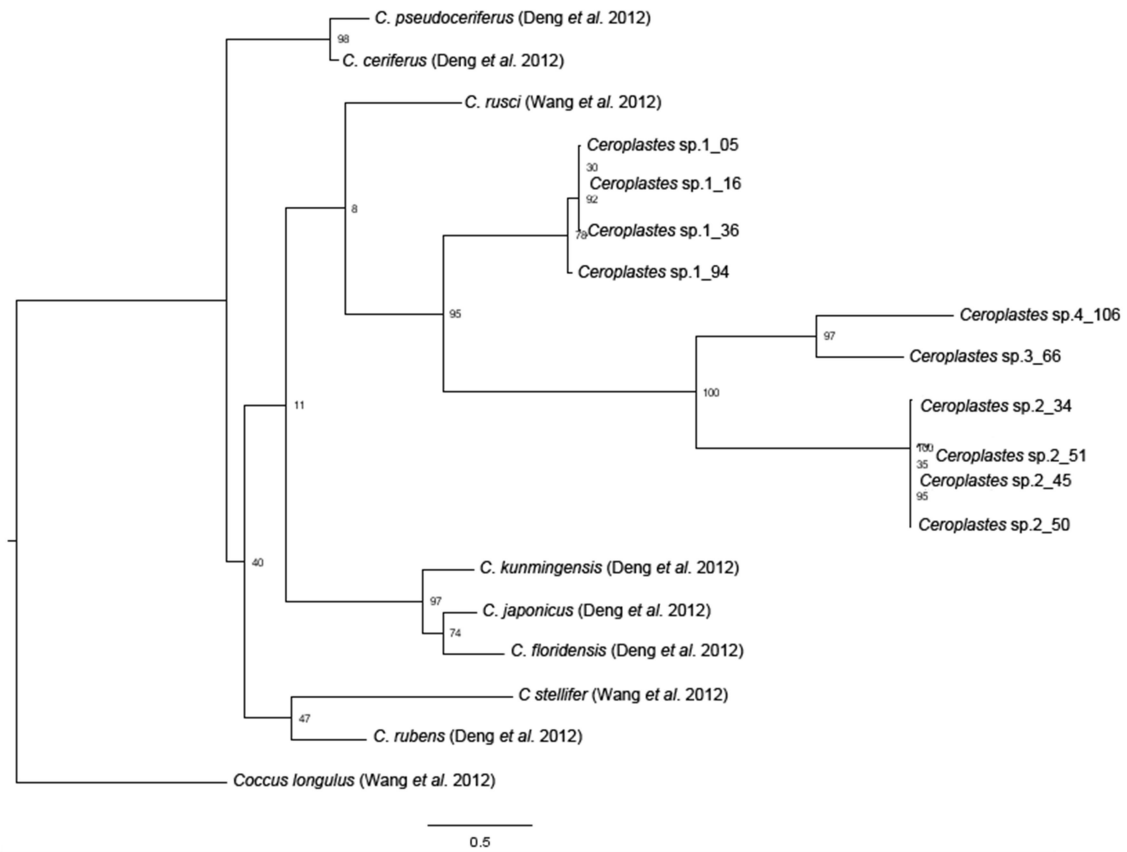 C. pseudoceriferus (Deng et al. 2012)
98
C. ceriferus (Deng et al. 2012)
C. rusci (Wang et al. 2012)
Ceroplastes sp.1_05
30
Ceroplastes sp.1_16
92
8
Ceroplastes sp.1_36
78
Ceroplastes sp.1_94
95
Ceroplastes sp.4_106
97
Ceroplastes sp.3_66
100
Ceroplastes sp.2_34
11
100
Ceroplastes sp.2_51
35
Ceroplastes sp.2_45
95
Ceroplastes sp.2_50
40
C. kunmingensis (Deng et al. 2012)
97
C. japonicus (Deng et al. 2012)
74
C. floridensis (Deng et al. 2012)
C stellifer (Wang et al. 2012)
47
C. rubens (Deng et al. 2012)
Coccus longulus (Wang et al. 2012)
0.5